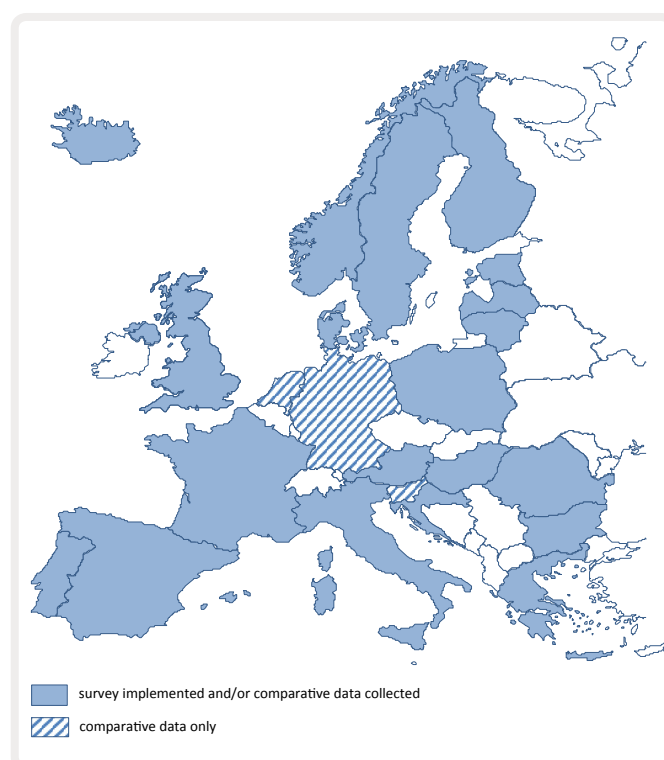 survey implemented and/or comparative data collected
comparative data only